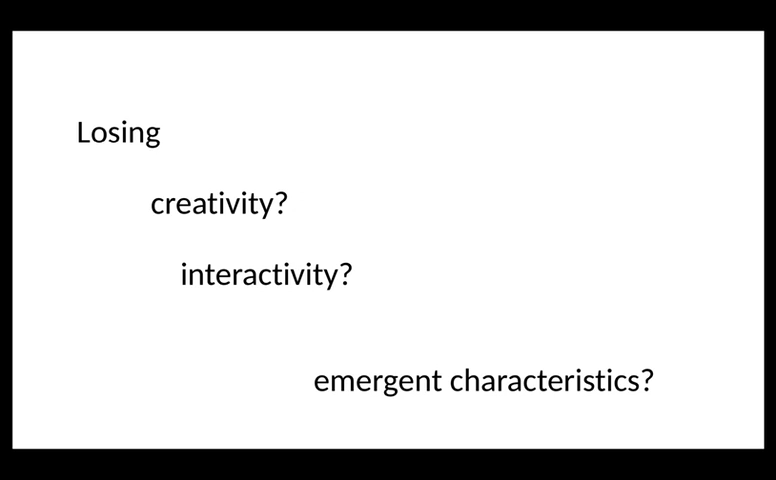 Losing
creativity?
interactivity?
emergent characteristics?